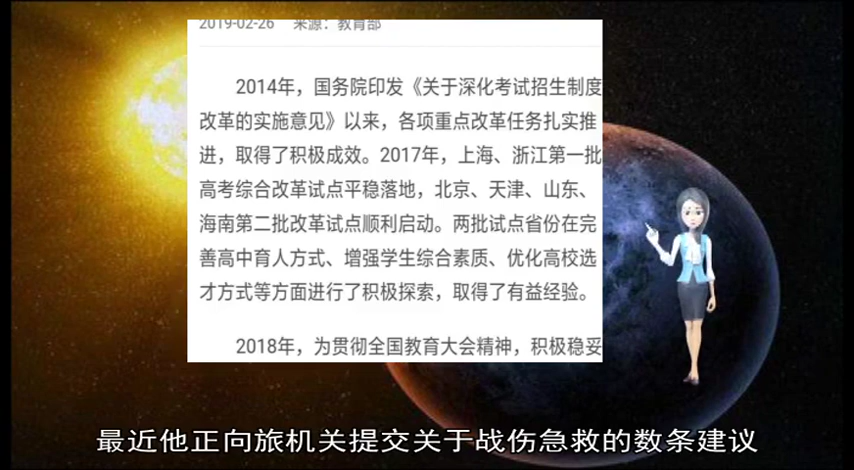 2019-02-26 来源：教育部
2014年，国务院印发《关于深化考试招生制度
改革的实施意见》以来，各项重点改革任务扎实推
进，取得了积极成效。2017年，上海、浙江第一批
高考综合改革试点平稳落地，北京、天津、山东、
海南第二批改革试点顺利启动。两批试点省份在完
善高中育人方式、增强学生综合素质、优化高校选
才方式等方面进行了积极探索，取得了有益经验。
2018年，为贯彻全国教育大会精神，积极稳妥
最近他正向旅机关提交关于战伤急救的数条建议